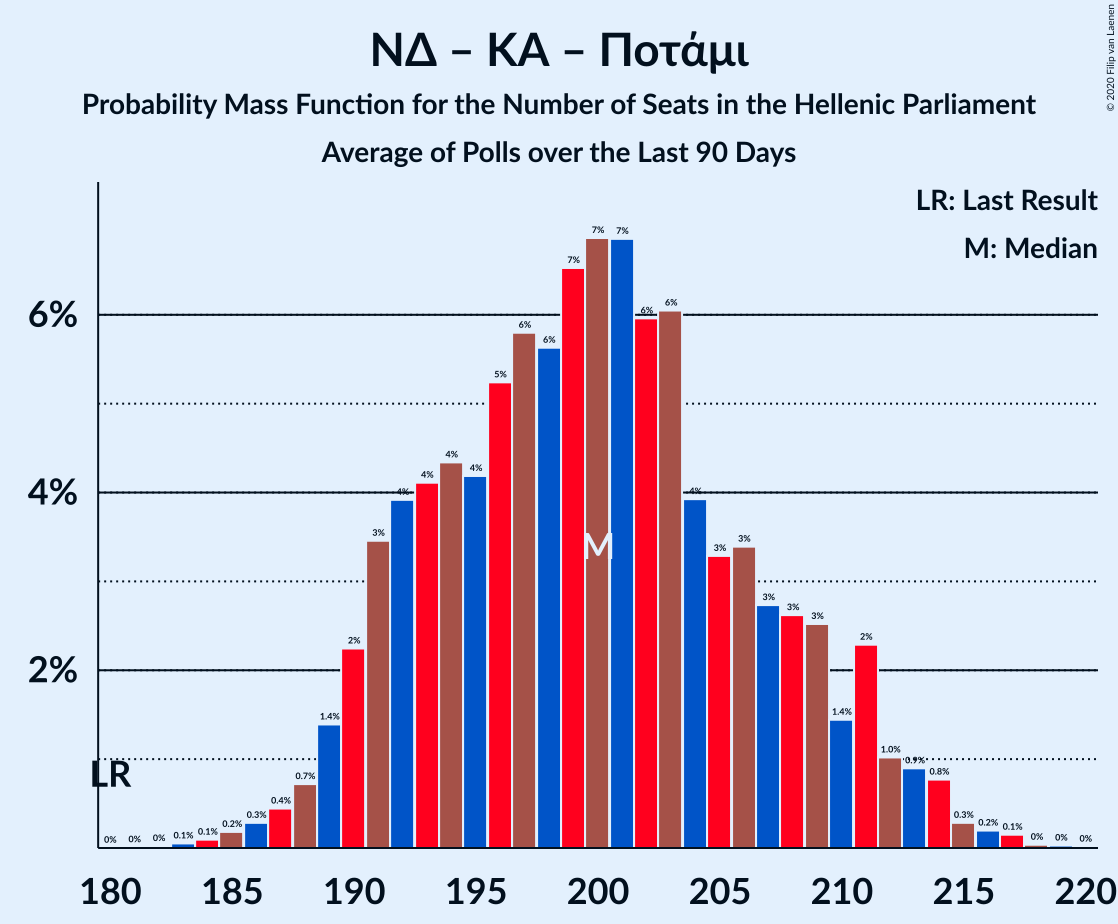 ΝΔ – ΚΑ – Ποτάμι
Probability Mass Function for the Number of Seats in the Hellenic Parliament
Average of Polls over the Last 90 Days
© 2020 Filip van Laenen
LR: Last Result
M: Median
6%
4%
2%
0% 0% 0% 0.1% 0.1% 0.2% 0.3% 0.4% 0.7% 1.4% 2% 3% 4% 4% 4% 4% 5% 6% 6% 7% 7% 7% 6% 6% 4% 3% 3% 3% 3% 3% 1.4% 2% 1.0% 0.9% 0.8% 0.3% 0.2% 0.1% 0% 0% 0%
M
LR
180 185 190 195 200 205 210 215 220